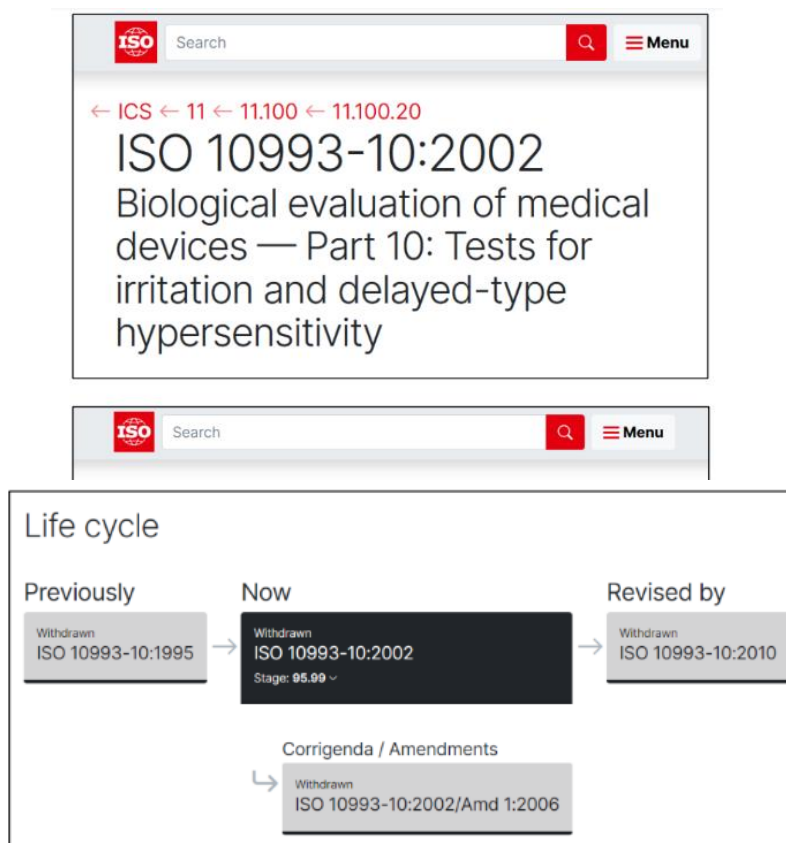 ISO Search Menu
← ICS ← 11 ← 11.100 ← 11.100.20
ISO 10993-10:2002
Biological evaluation of medical
devices — Part 10: Tests for
irritation and delayed-type
hypersensitivity
ISO Search Menu
Life cycle
Previously Now Revised by
Withdrawn Withdrawn Withdrawn
ISO 10993-10:1995 → ISO 10993-10:2002 → ISO 10993-10:2010
Stage: 95.99
Corrigenda / Amendments
Withdrawn
ISO 10993-10:2002/Amd 1:2006